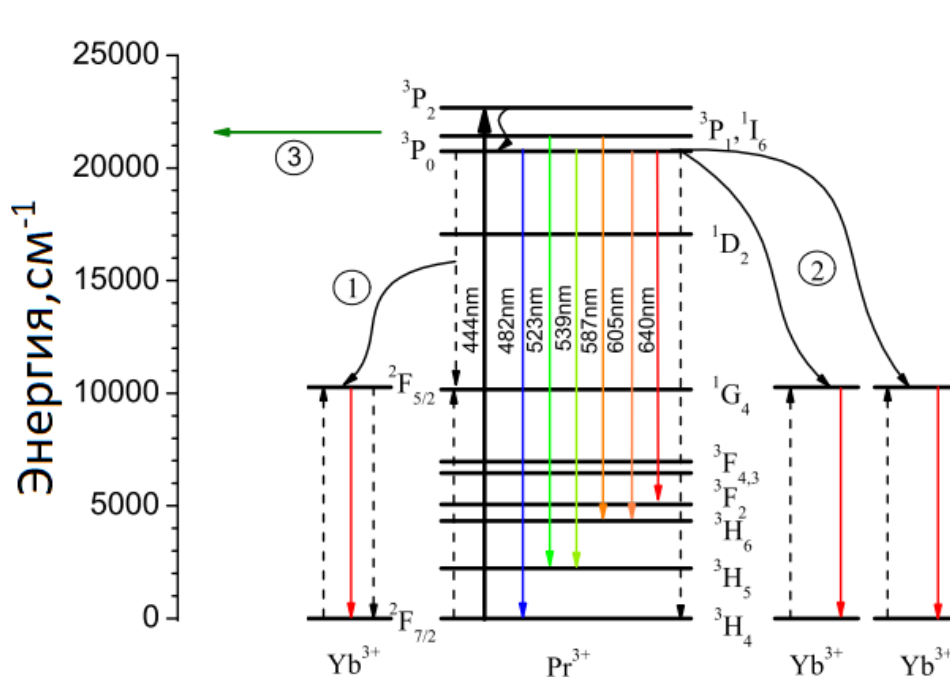 Энергия,см⁻¹
25000
20000
15000
10000
5000
0
³P₂
³P₀
³P₁, ¹I₆
¹D₂
¹G₄
³F₄,₃
³F₂
³H₆
³H₅
³H₄
²F₅/₂
²F₇/₂
444nm
482nm
523nm
539nm
587nm
605nm
640nm
1
2
3
Yb³⁺
Pr³⁺
Yb³⁺
Yb³⁺